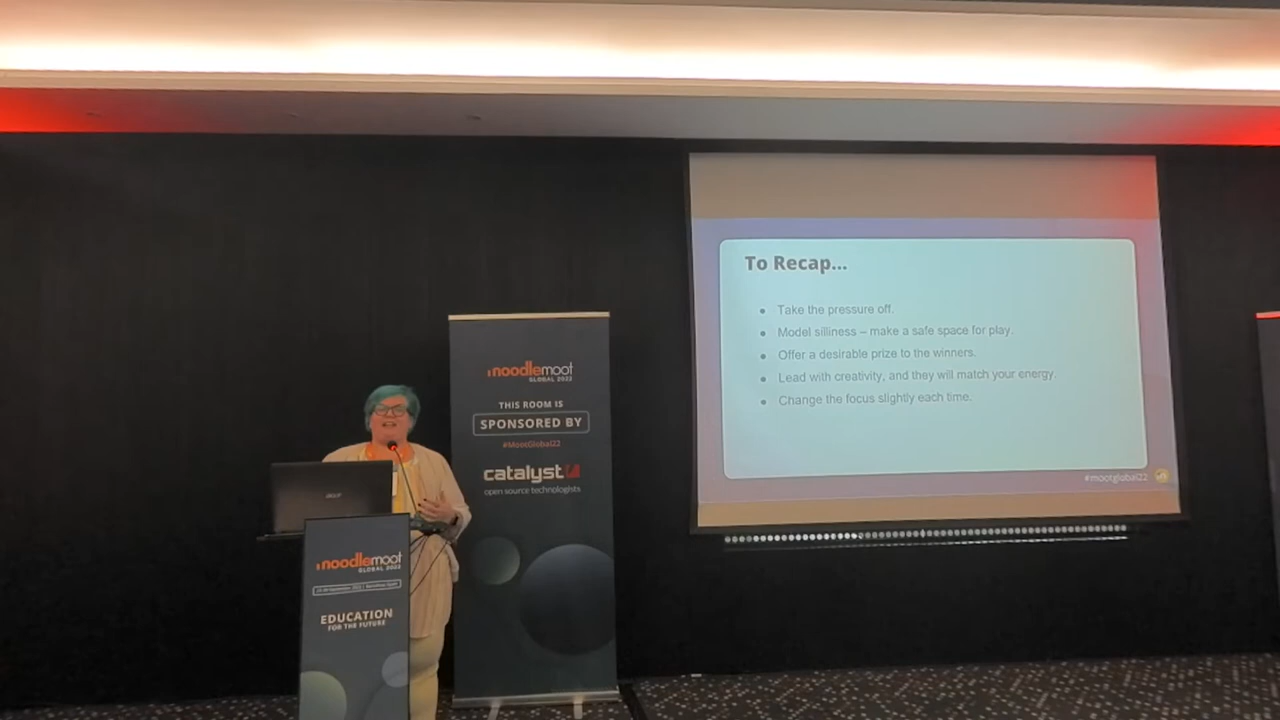 To Recap...
Take the pressure off.
Model silliness – make a safe space for play.
Offer a desirable prize to the winners.
Lead with creativity, and they will match your energy.
Change the focus slightly each time.
#mootglobal22
moodlemoot
GLOBAL 2022
THIS ROOM IS
SPONSORED BY
#MootGlobal22
catalyst
open source technologists
acer
moodlemoot
GLOBAL 2022
EDUCATION
FOR THE FUTURE